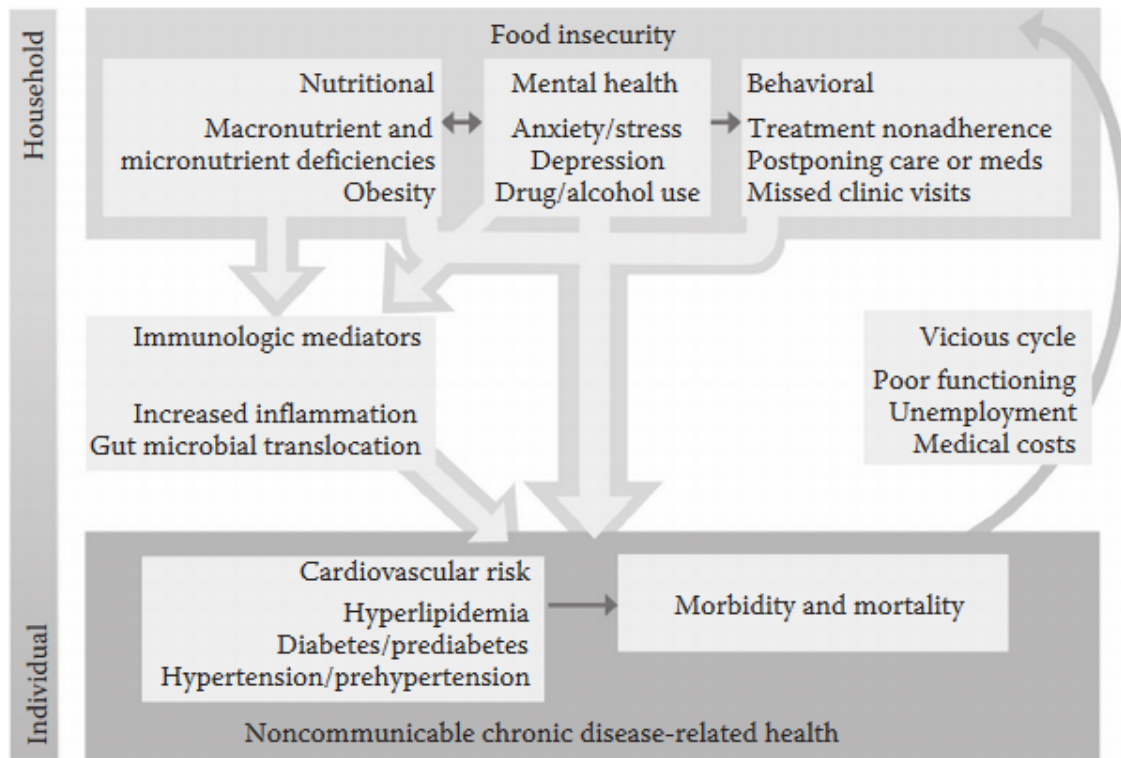 Household
Food insecurity
Nutritional
Macronutrient and
micronutrient deficiencies
Obesity
Mental health
Anxiety/stress
Depression
Drug/alcohol use
Behavioral
Treatment nonadherence
Postponing care or meds
Missed clinic visits
Immunologic mediators
Increased inflammation
Gut microbial translocation
Vicious cycle
Poor functioning
Unemployment
Medical costs
Individual
Cardiovascular risk
Hyperlipidemia
Diabetes/prediabetes
Hypertension/prehypertension
Morbidity and mortality
Noncommunicable chronic disease-related health